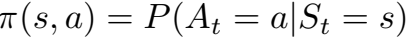 π(s, a) = P(A_t = a|S_t = s)